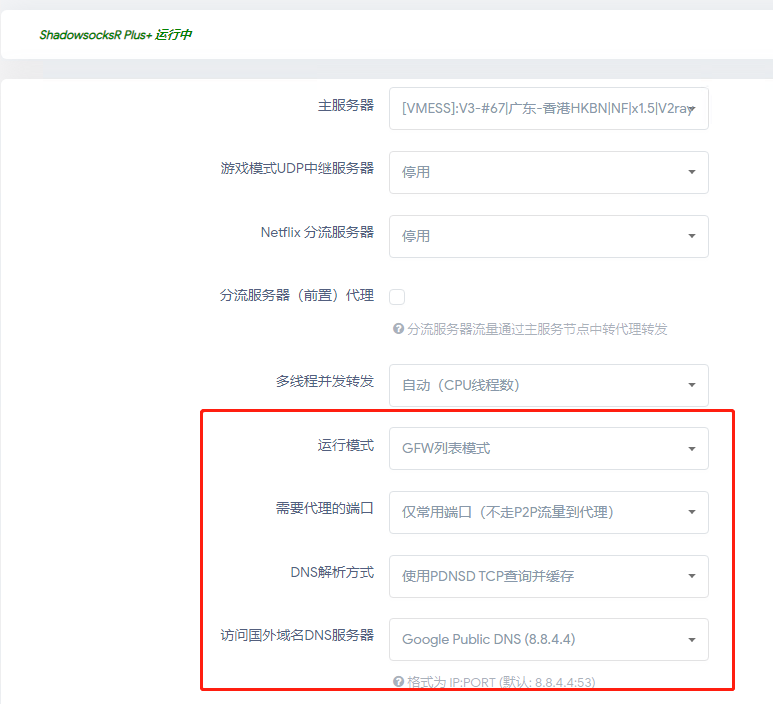 ShadowsocksR Plus+ 运行中
主服务器
[VMESS]:V3-#67|广东-香港HKBN|NF|x1.5|V2ray
游戏模式UDP中继服务器
停用
Netflix 分流服务器
停用
分流服务器（前置）代理
分流服务器流量通过主服务节点中转代理转发
多线程并发转发
自动（CPU线程数）
运行模式
GFW列表模式
需要代理的端口
仅常用端口（不走P2P流量到代理）
DNS解析方式
使用PDNSD TCP查询并缓存
访问国外域名DNS服务器
Google Public DNS (8.8.4.4)
格式为 IP:PORT (默认: 8.8.4.4:53)